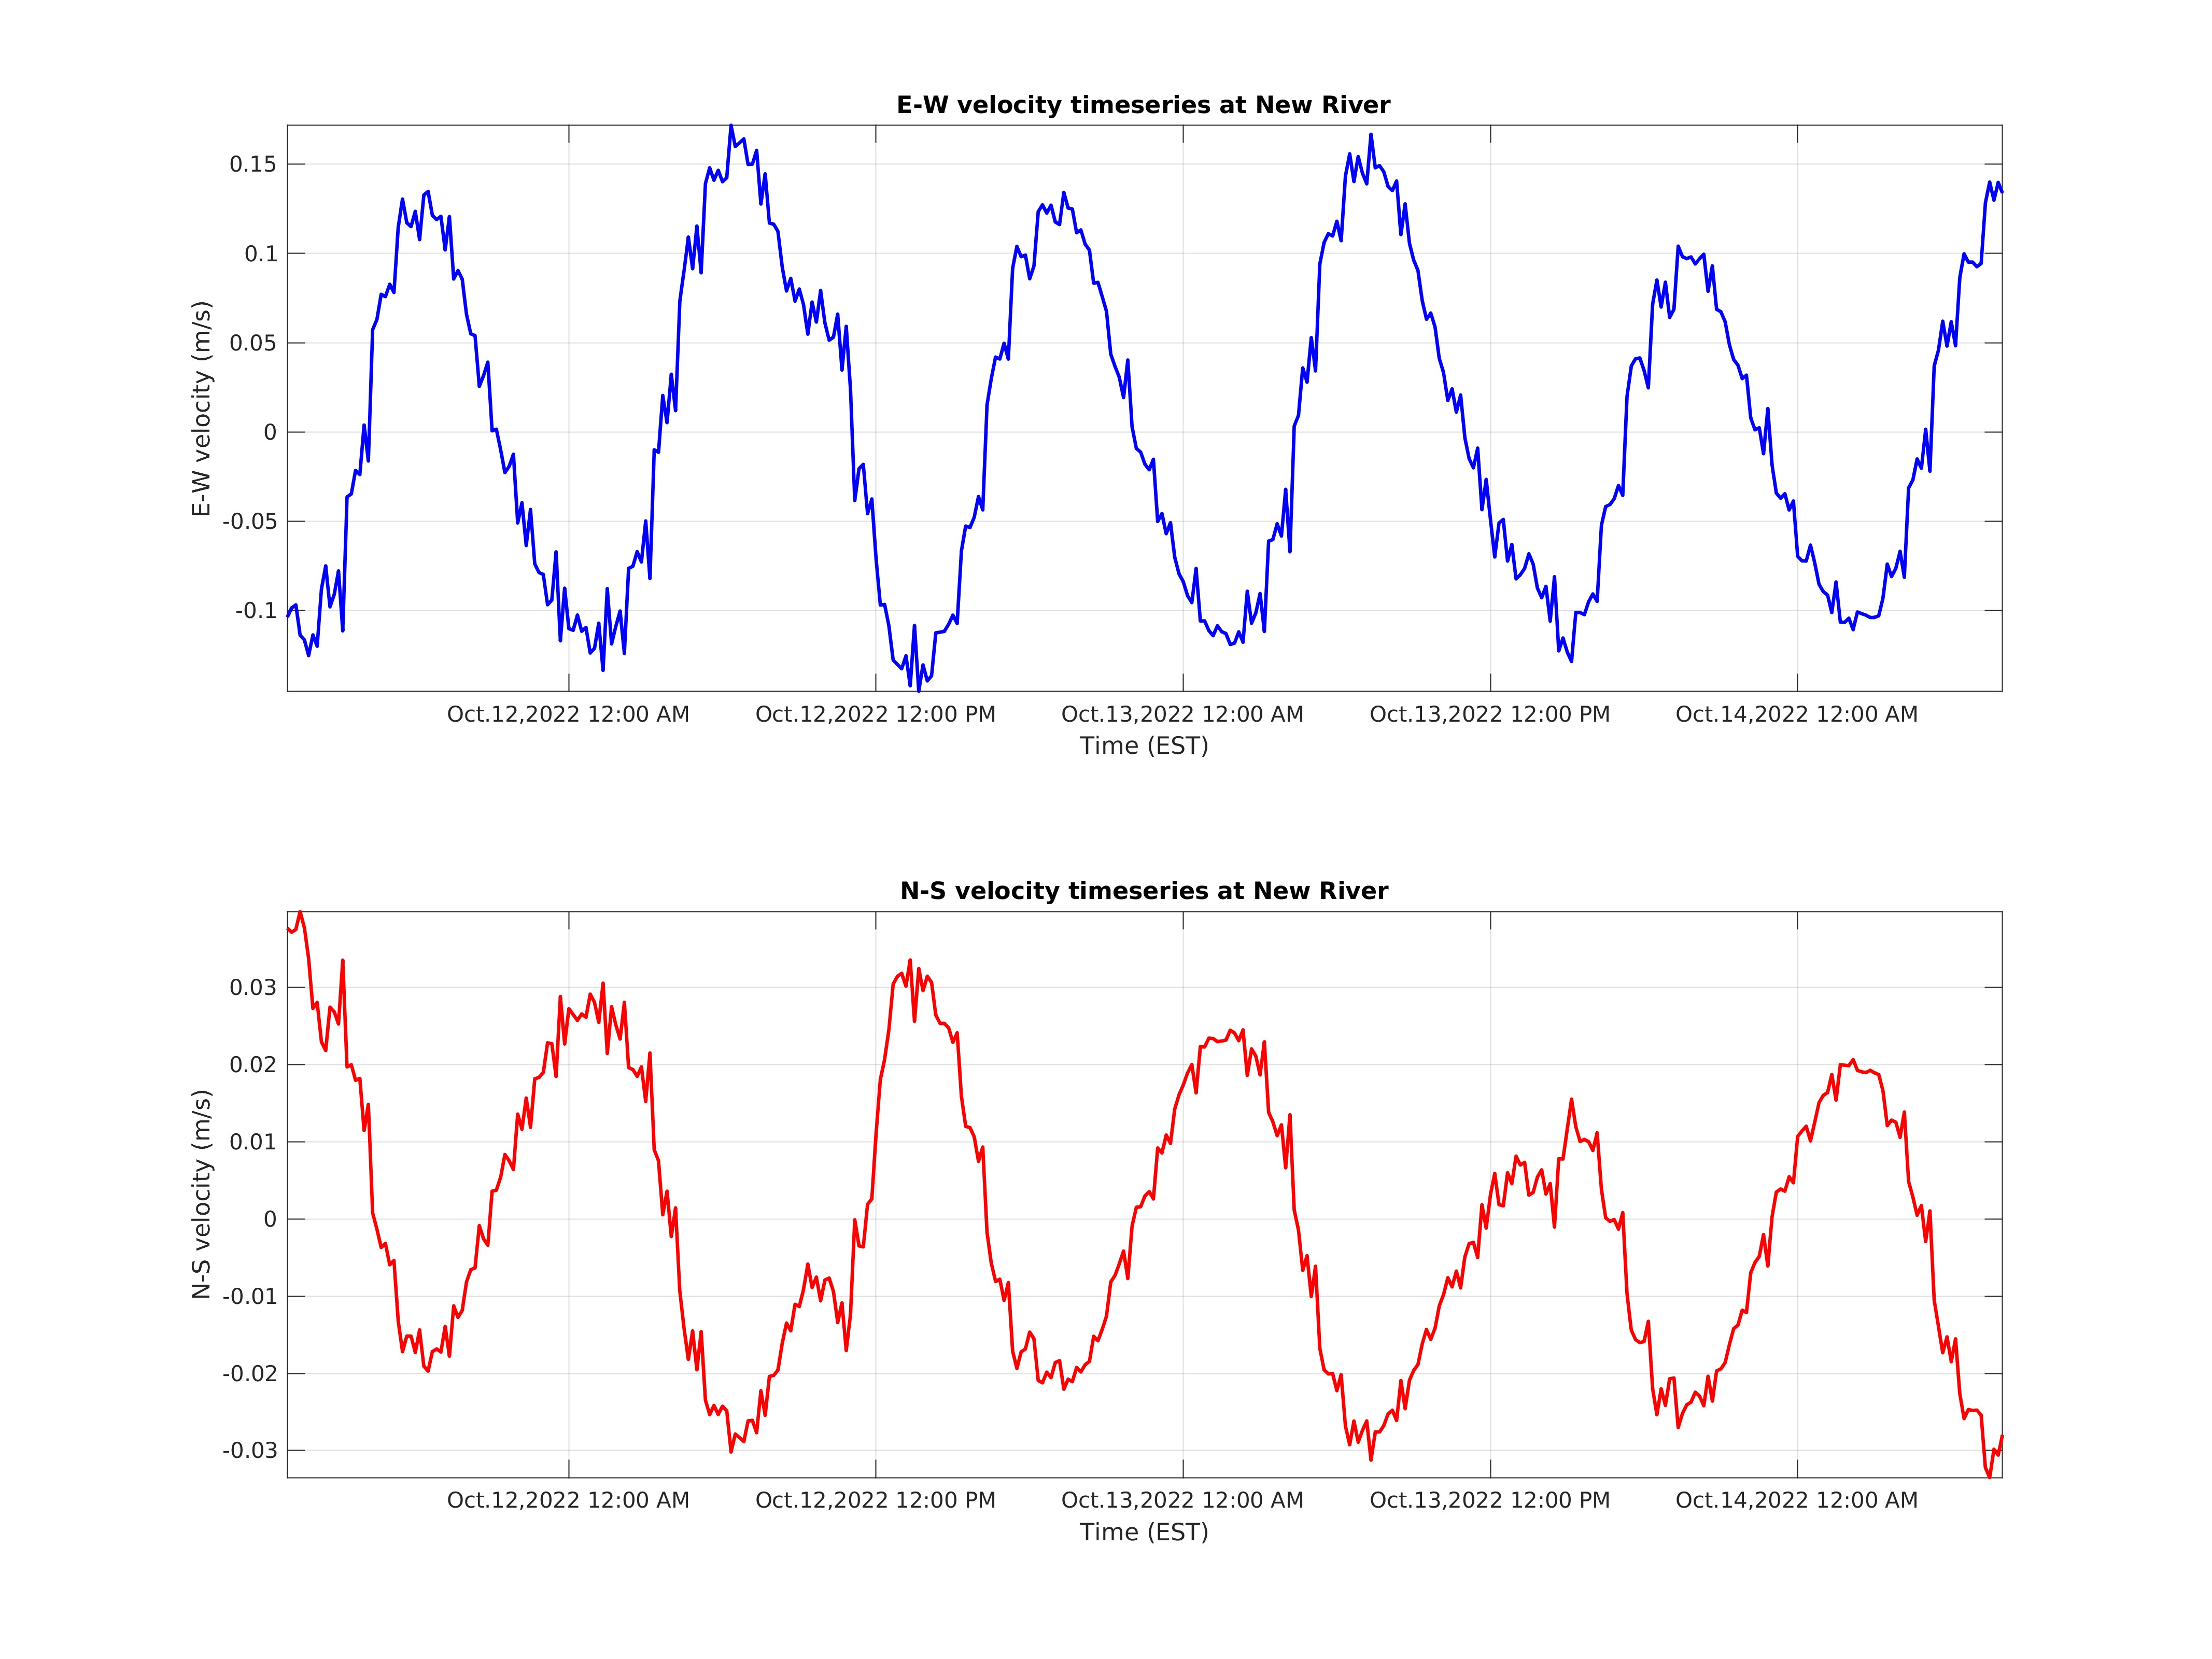 E-W velocity timeseries at New River
E-W velocity (m/s)
0.15
0.1
0.05
0
-0.05
-0.1
Oct.12,2022 12:00 AM
Oct.12,2022 12:00 PM
Oct.13,2022 12:00 AM
Oct.13,2022 12:00 PM
Oct.14,2022 12:00 AM
Time (EST)
N-S velocity timeseries at New River
N-S velocity (m/s)
0.03
0.02
0.01
0
-0.01
-0.02
-0.03
Oct.12,2022 12:00 AM
Oct.12,2022 12:00 PM
Oct.13,2022 12:00 AM
Oct.13,2022 12:00 PM
Oct.14,2022 12:00 AM
Time (EST)